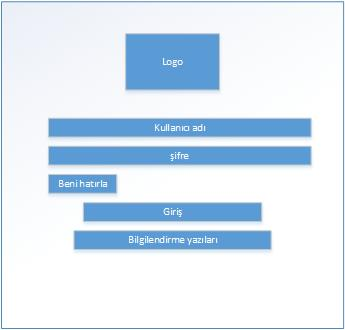 Logo
Kullanıcı adı
şifre
Beni hatırla
Giriş
Bilgilendirme yazıları